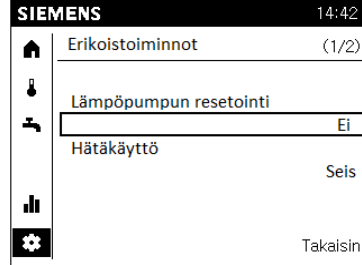 SIEMENS 14:42
Erikoistoiminnot (1/2)
Lämpöpumpun resetointi
Ei
Hätäkäyttö
Seis
Takaisin